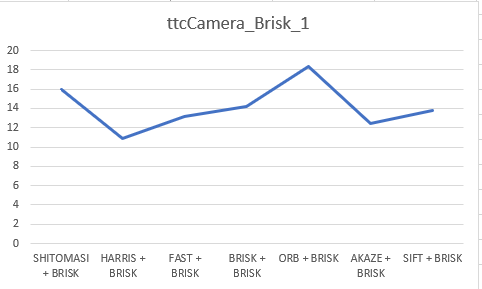 ttcCamera_Brisk_1
20
18
16
14
12
10
8
6
4
2
0
SHITOMASI
+ BRISK
HARRIS +
BRISK
FAST +
BRISK
BRISK +
BRISK
ORB + BRISK
AKAZE +
BRISK
SIFT + BRISK